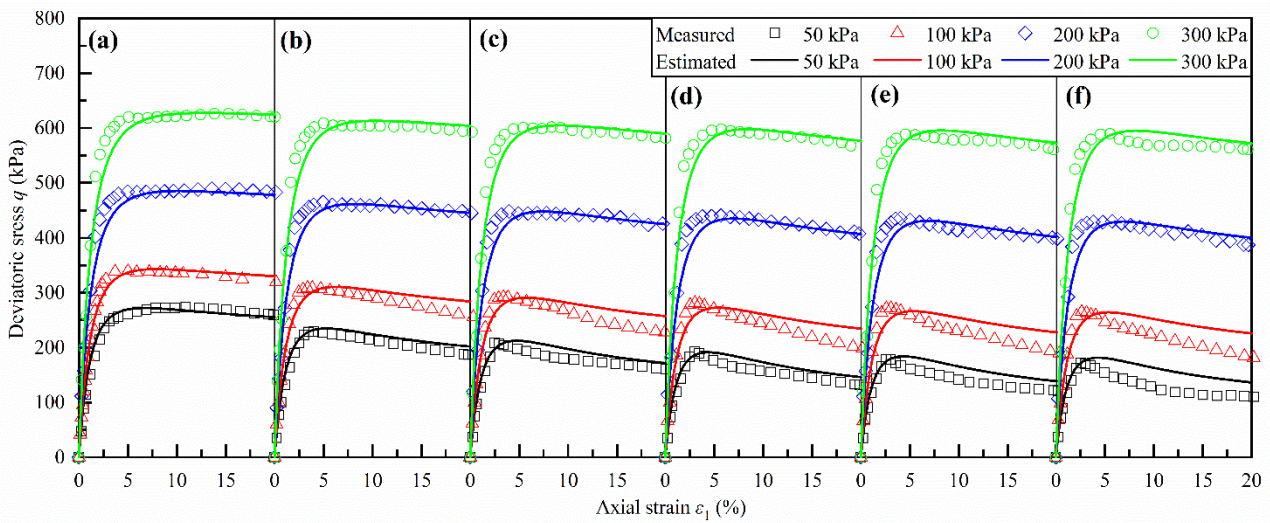 800
700
600
500
400
300
200
100
0
Deviatoric sresss q (kPa)
(a)
(b)
(c)
(d)
(e)
(f)
Measured 50 kPa 100 kPa 200 kPa 300 kPa
Estimated 50 kPa 100 kPa 200 kPa 300 kPa
0 5 10 15 0 5 10 15 0 5 10 15 0 5 10 15 0 5 10 15 0 5 10 15 20
Axial strain ε₁ (%)